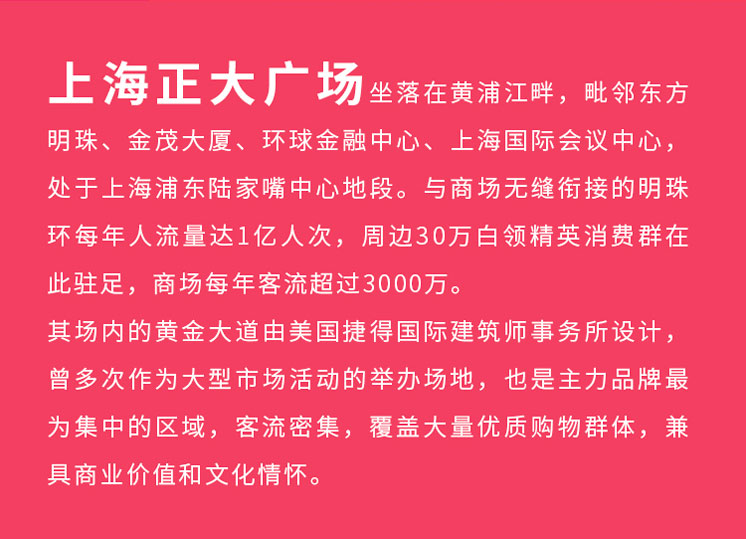 上海正大广场坐落在黄浦江畔，毗邻东方
明珠、金茂大厦、环球金融中心、上海国际会议中心，
处于上海浦东陆家嘴中心地段。与商场无缝衔接的明珠
环每年人流量达1亿人次，周边30万白领精英消费群在
此驻足，商场每年客流超过3000万。
其场内的黄金大道由美国捷得国际建筑师事务所设计，
曾多次作为大型市场活动的举办场地，也是主力品牌最
为集中的区域，客流密集，覆盖大量优质购物群体，兼
具商业价值和文化情怀。